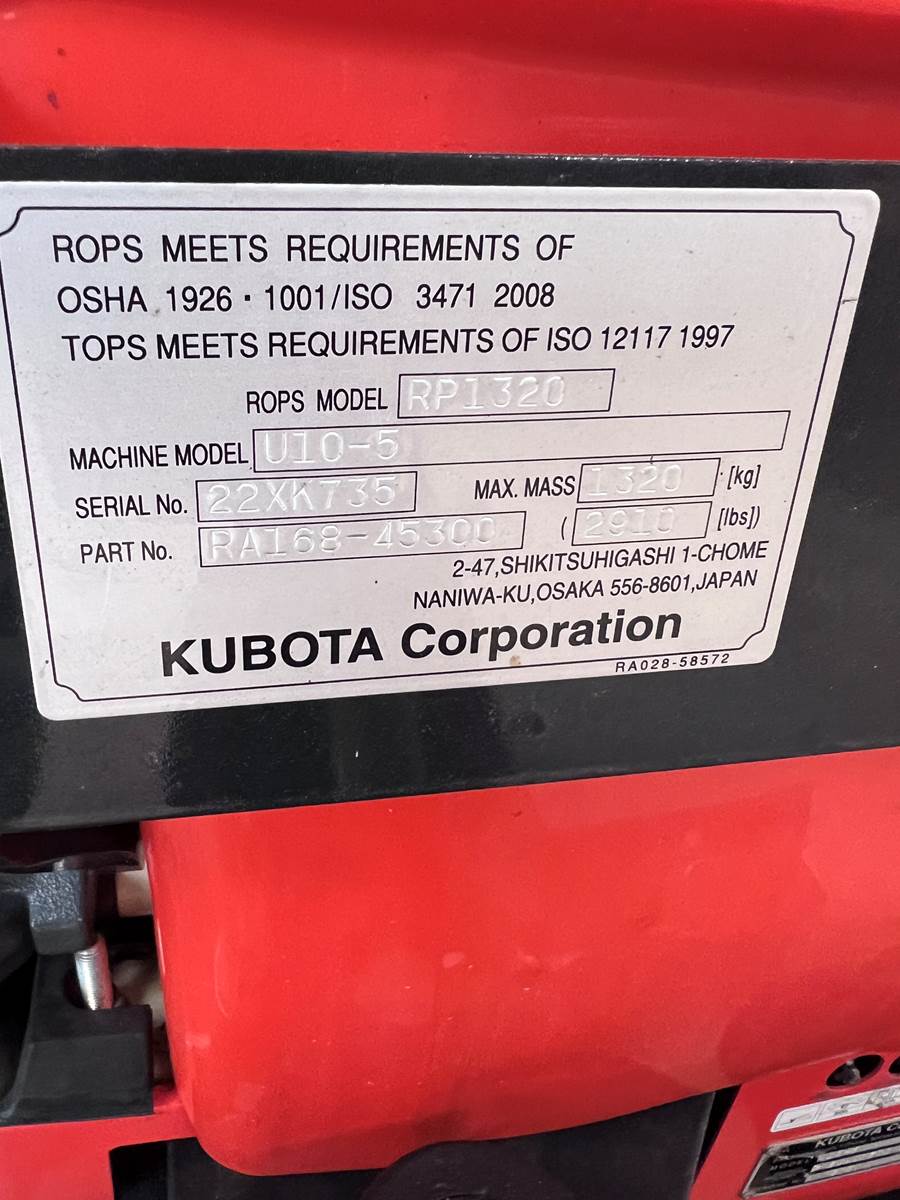 ROPS MEETS REQUIREMENTS OF
OSHA 1926・1001/ISO 3471 2008
TOPS MEETS REQUIREMENTS OF ISO 12117 1997
ROPS MODEL RP1320
MACHINE MODEL U10-5
SERIAL No. 22XK735 MAX. MASS 1320 [kg]
PART No. RA168-45300 (2910 [lbs])
2-47,SHIKITSUHIGASHI 1-CHOME
NANIWA-KU,OSAKA 556-8601,JAPAN
KUBOTA Corporation
RA028-58572
KUBOTA
MODEL